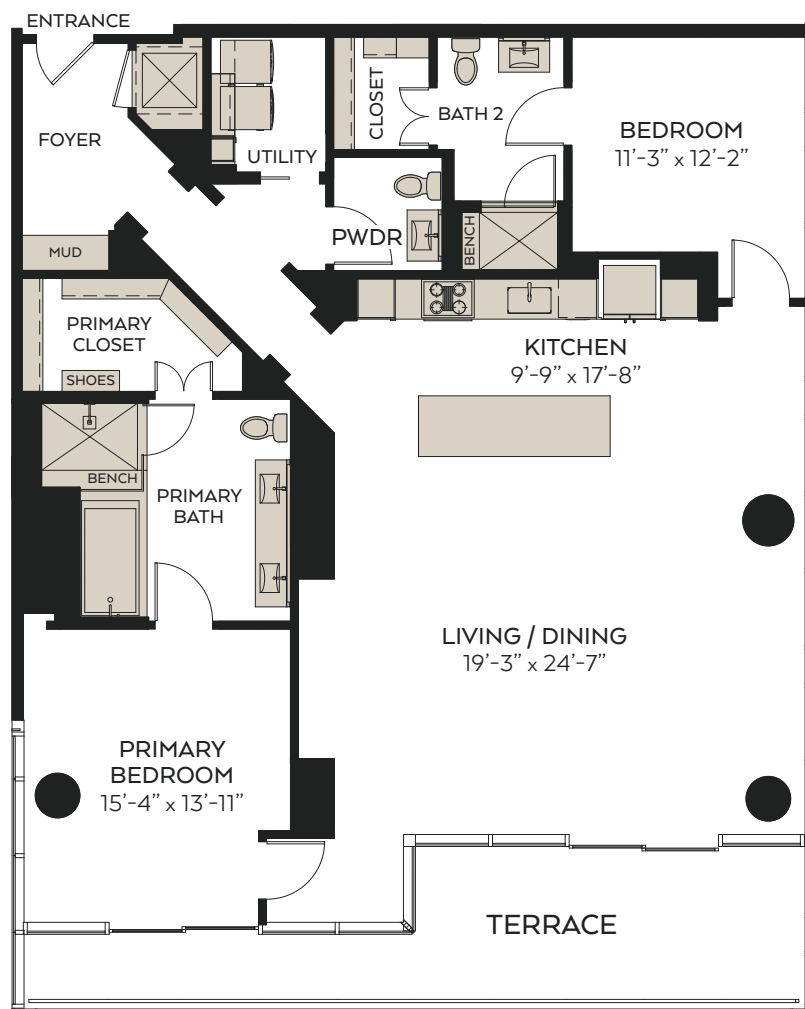 ENTRANCE
FOYER
MUD
UTILITY
CLOSET
BATH 2
BEDROOM
11’-3” x 12’-2”
PWDR
BENCH
PRIMARY
CLOSET
SHOES
KITCHEN
9’-9” x 17’-8”
BENCH
PRIMARY
BATH
LIVING / DINING
19’-3” x 24’-7”
PRIMARY
BEDROOM
15’-4” x 13’-11”
TERRACE